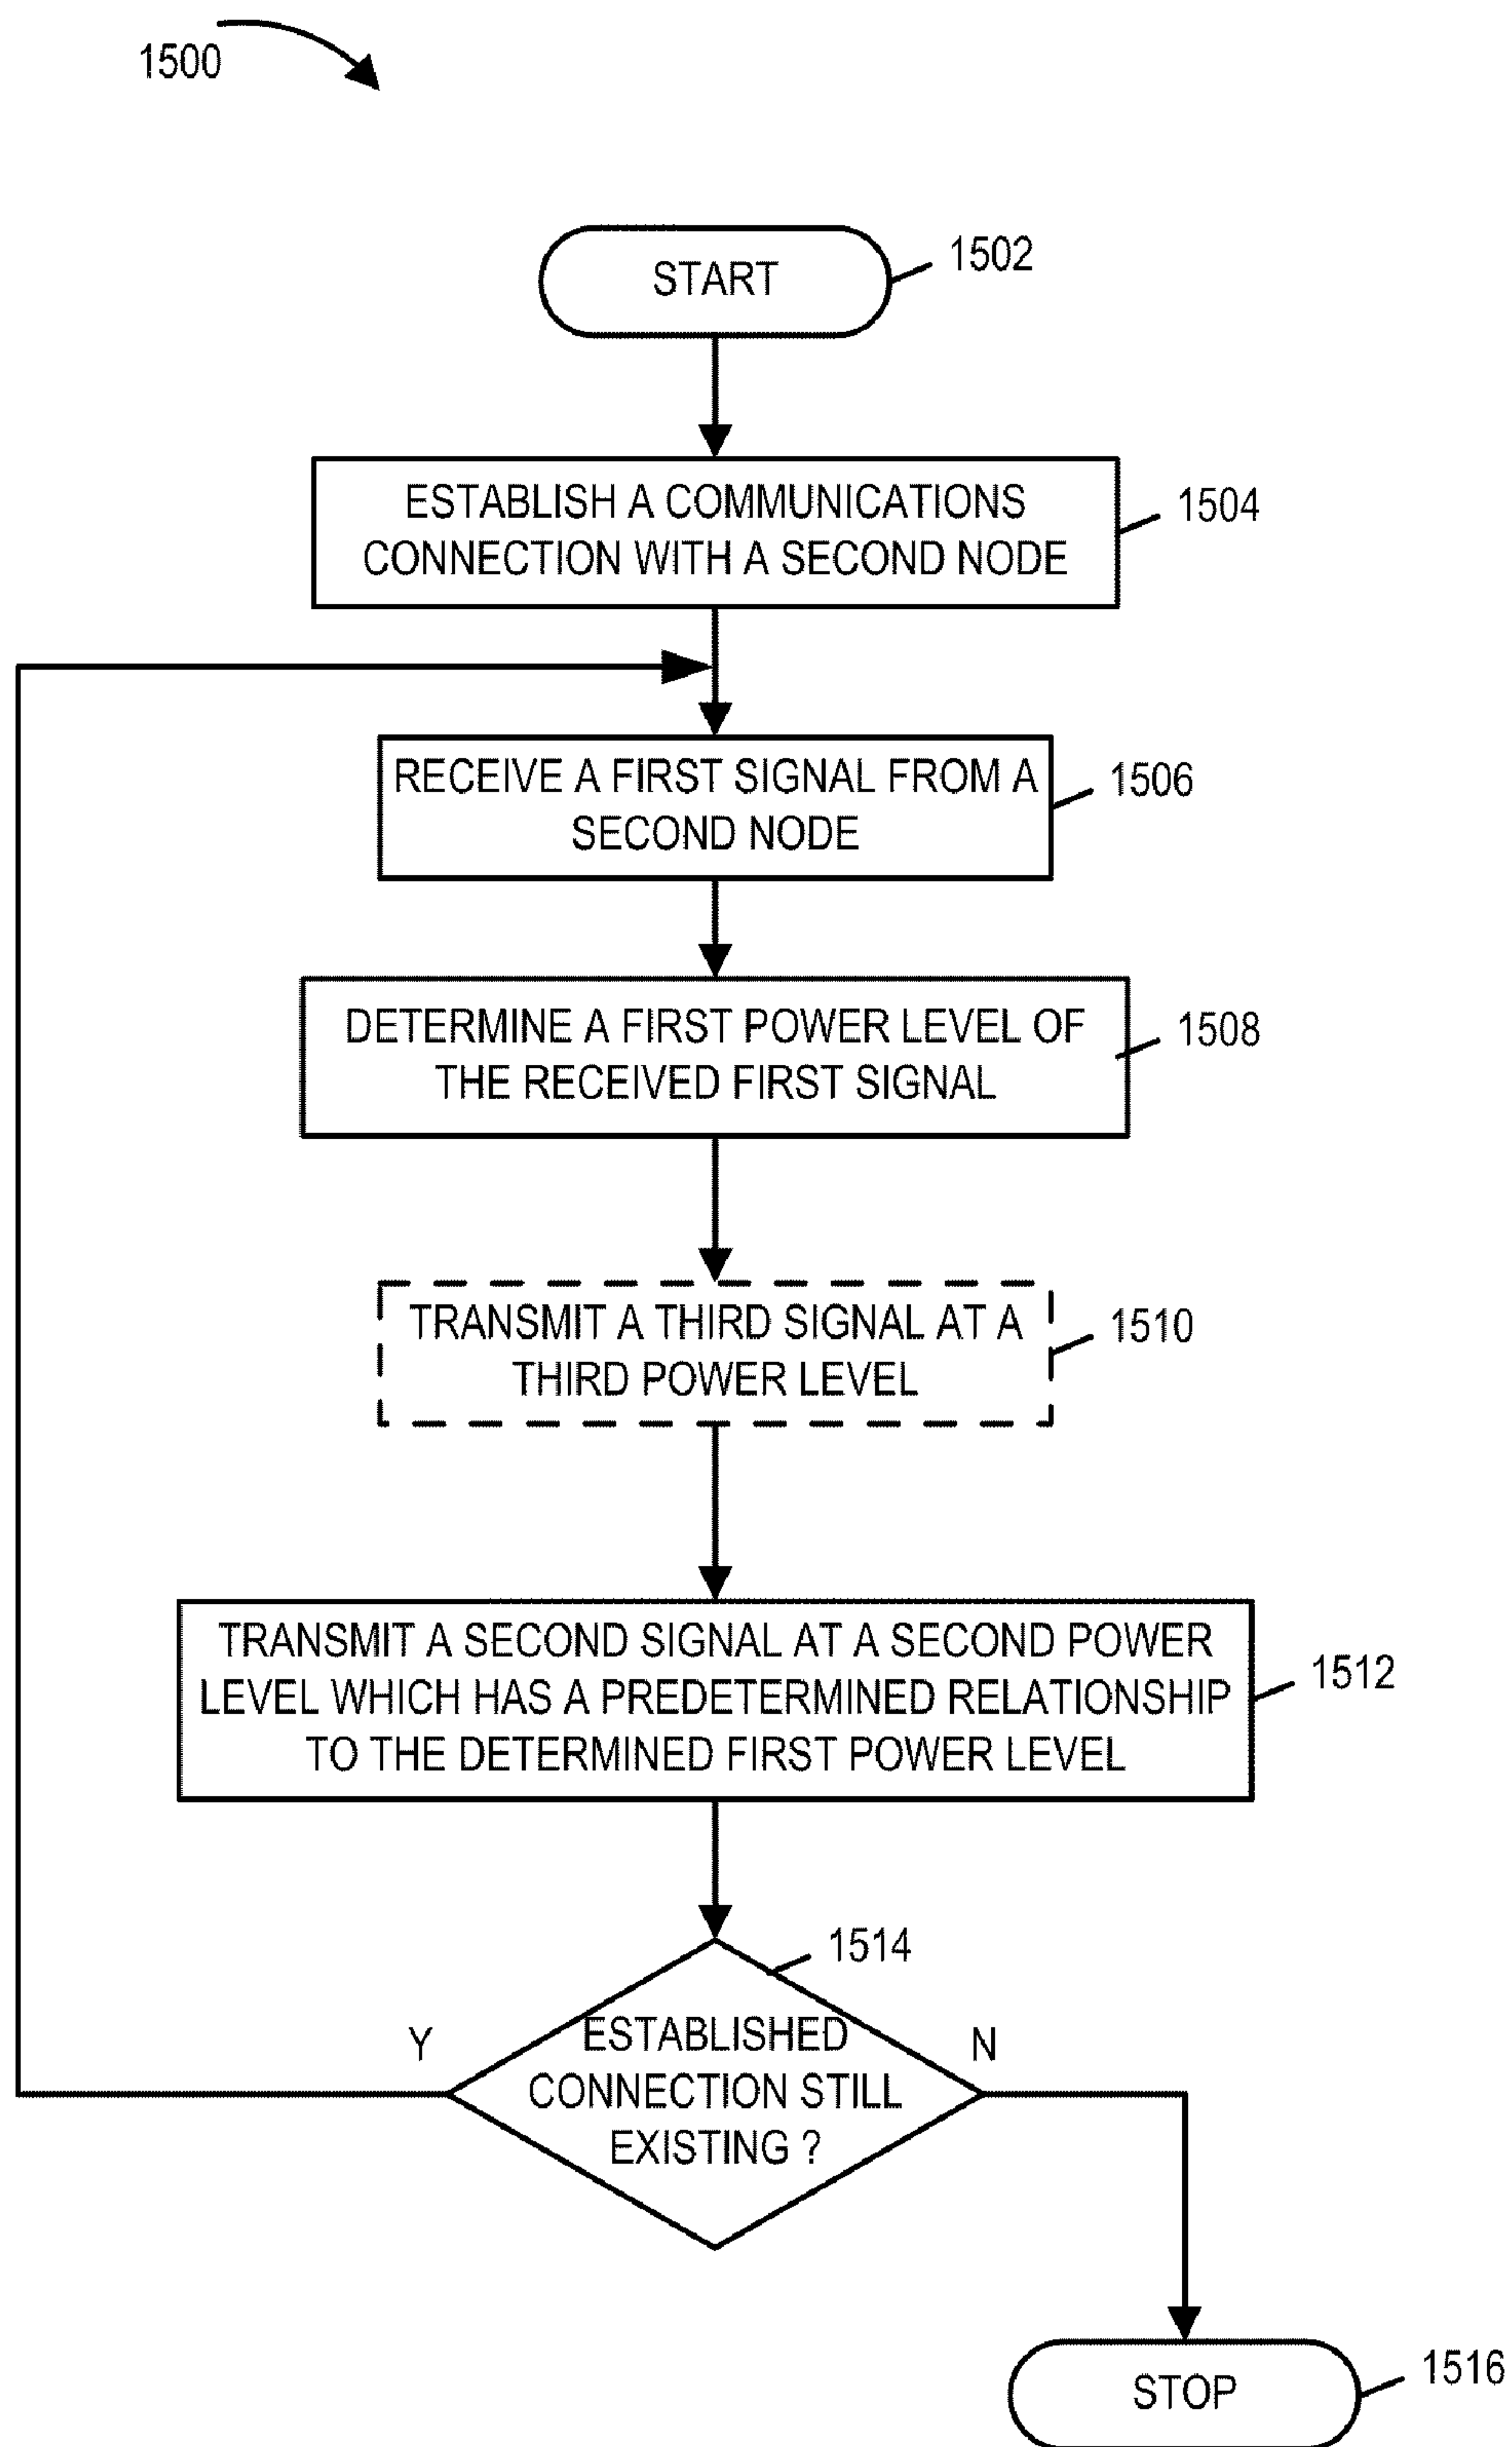 1500
START
1502
ESTABLISH A COMMUNICATIONS
CONNECTION WITH A SECOND NODE
1504
RECEIVE A FIRST SIGNAL FROM A
SECOND NODE
1506
DETERMINE A FIRST POWER LEVEL OF
THE RECEIVED FIRST SIGNAL
1508
TRANSMIT A THIRD SIGNAL AT A
THIRD POWER LEVEL
1510
TRANSMIT A SECOND SIGNAL AT A SECOND POWER
LEVEL WHICH HAS A PREDETERMINED RELATIONSHIP
TO THE DETERMINED FIRST POWER LEVEL
1512
1514
Y
ESTABLISHED
CONNECTION STILL
EXISTING ?
N
STOP
1516